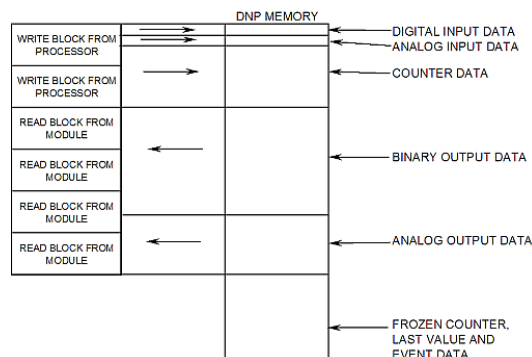 DNP MEMORY
DIGITAL INPUT DATA
ANALOG INPUT DATA
WRITE BLOCK FROM
PROCESSOR
COUNTER DATA
WRITE BLOCK FROM
PROCESSOR
READ BLOCK FROM
MODULE
READ BLOCK FROM
MODULE
BINARY OUTPUT DATA
READ BLOCK FROM
MODULE
READ BLOCK FROM
MODULE
ANALOG OUTPUT DATA
FROZEN COUNTER,
LAST VALUE AND
EVENT DATA